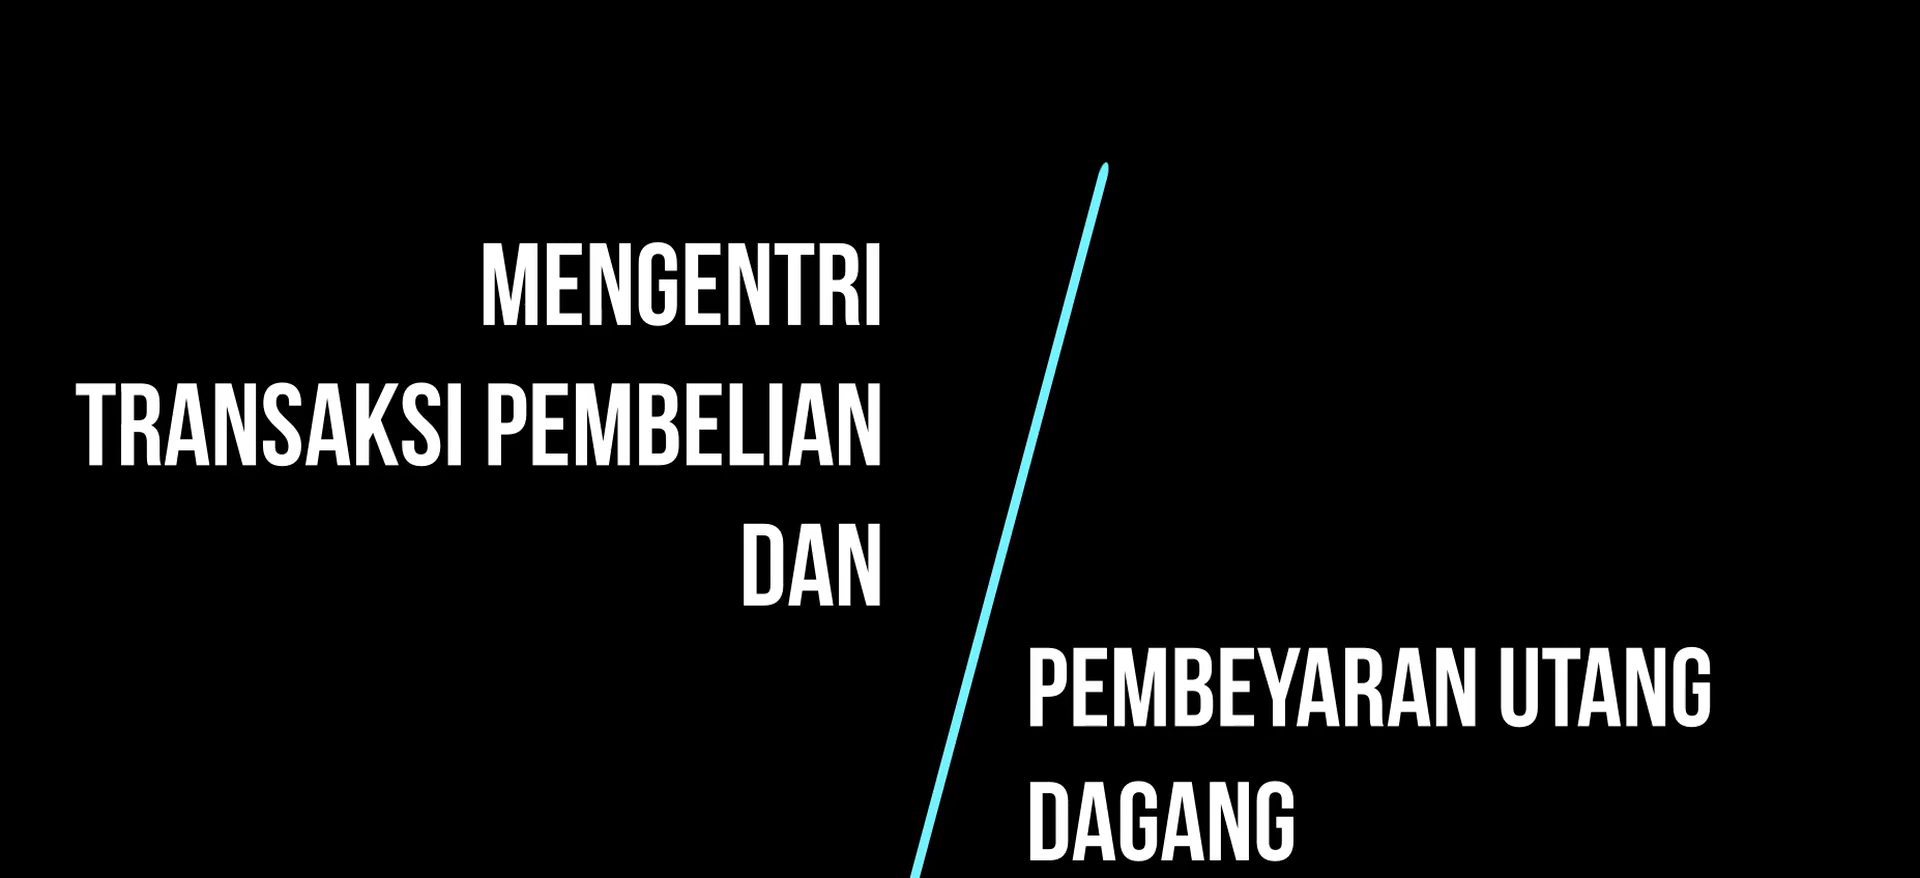 MENGENTRI
TRANSAKSI PEMBELIAN
DAN
PEMBEYARAN UTANG
DAGANG